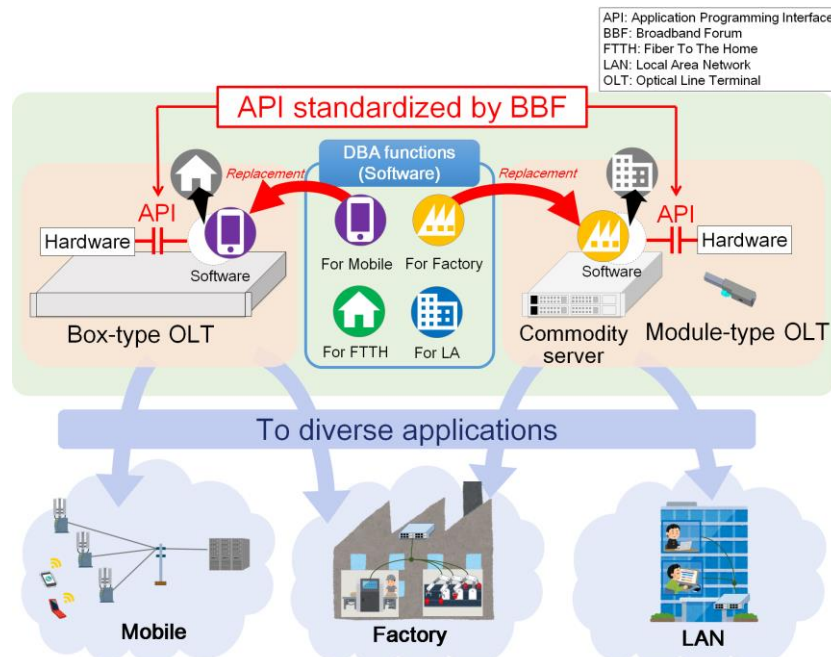 API: Application Programming Interface
BBF: Broadband Forum
FTTH: Fiber To The Home
LAN: Local Area Network
OLT: Optical Line Terminal
API standardized by BBF
DBA functions
(Software)
Replacement
Replacement
API
API
Hardware
Software
For Mobile
For Factory
Software
Hardware
Box-type OLT
For FTTH
For LA
Commodity
server
Module-type OLT
To diverse applications
Mobile
Factory
LAN